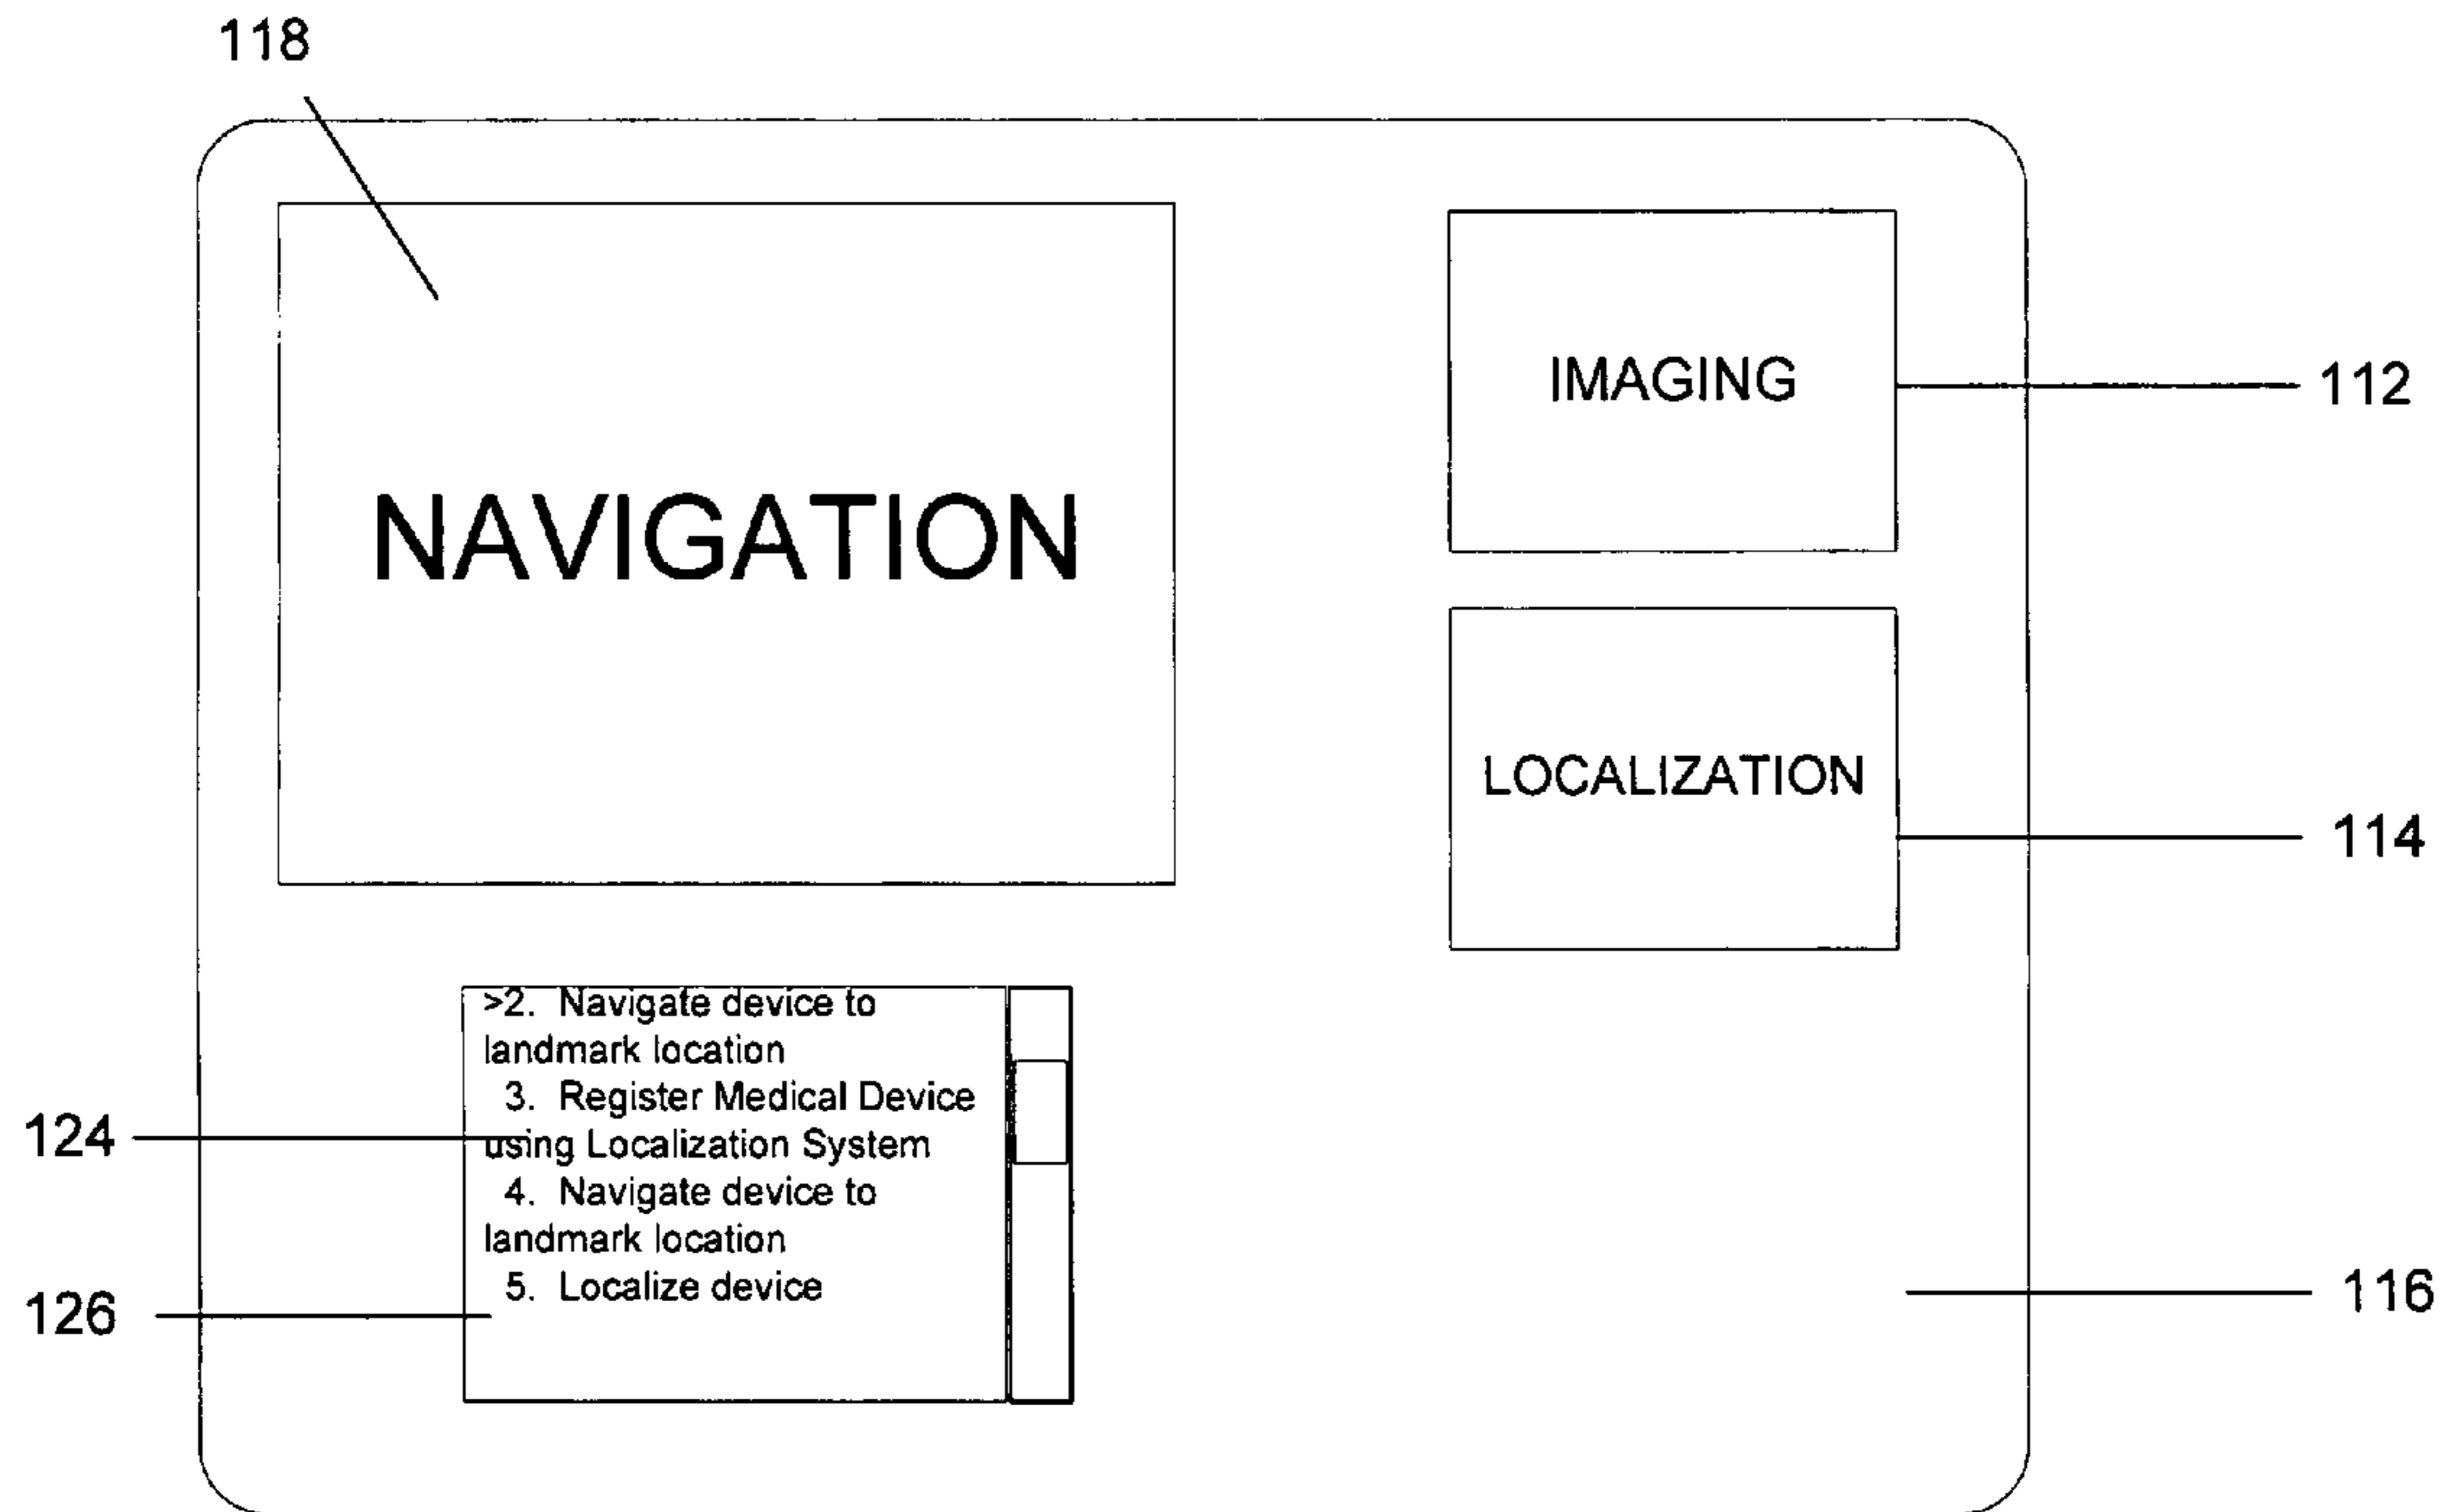 118
IMAGING
112
NAVIGATION
LOCALIZATION
114
>2. Navigate device to
landmark location
3. Register Medical Device
124
using Localization System
4. Navigate device to
landmark location
5. Localize device
116
126